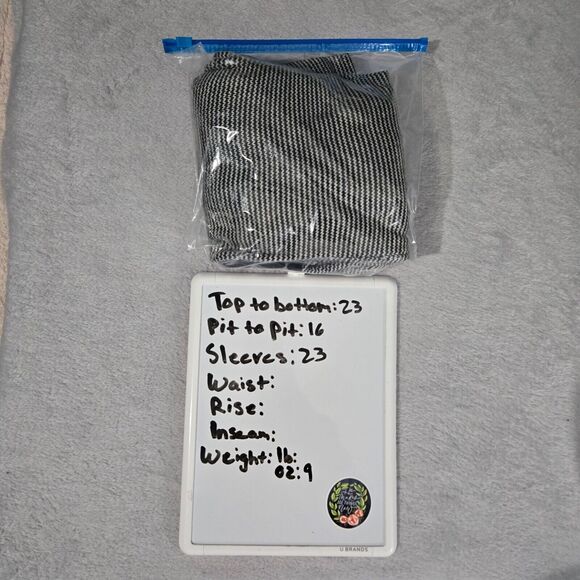 Top to bottom: 23
Pit to Pit: 16
Sleeves: 23
Waist:
Rise:
Inseam:
Weight: lb:
oz: 9
U BRANDS